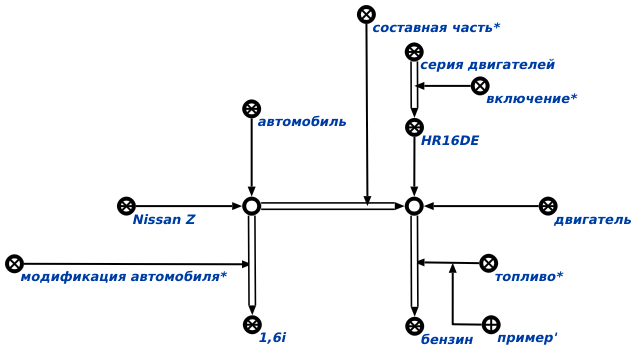 составная часть*
серия двигателей
включение*
автомобиль
HR16DE
Nissan Z
двигатель
модификация автомобиля*
топливо*
1,6i
бензин
пример'